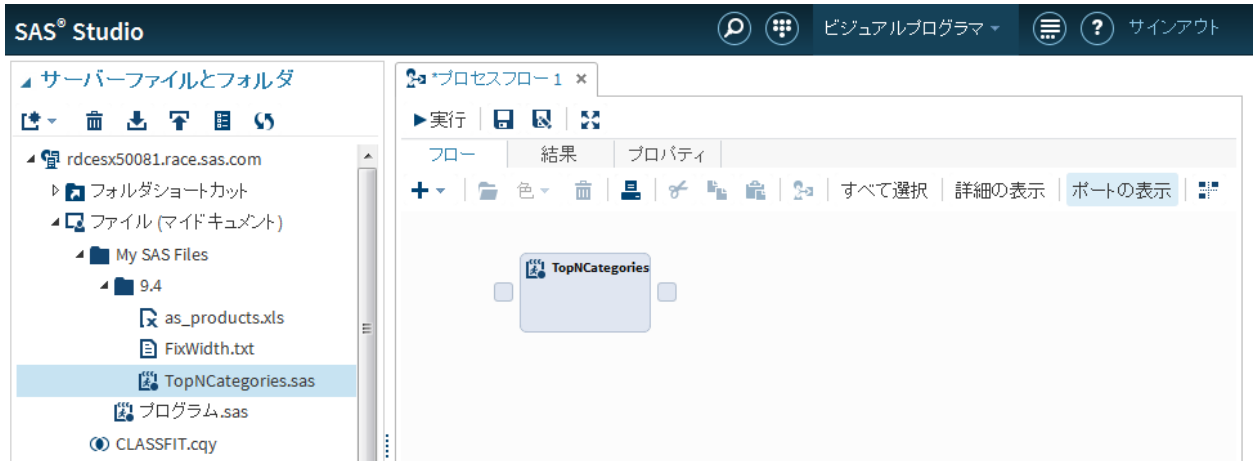 SAS® Studio
ビジュアルプログラマ
サインアウト
サーバーファイルとフォルダ
rdcesx50081.race.sas.com
フォルダショートカット
ファイル (マイドキュメント)
My SAS Files
9.4
as_products.xls
FixWidth.txt
TopNCategories.sas
プログラム.sas
CLASSFIT.cqy
*プロセスフロー 1
実行
フロー 結果 プロパティ
色 すべて選択 詳細の表示 ポートの表示
TopNCategories